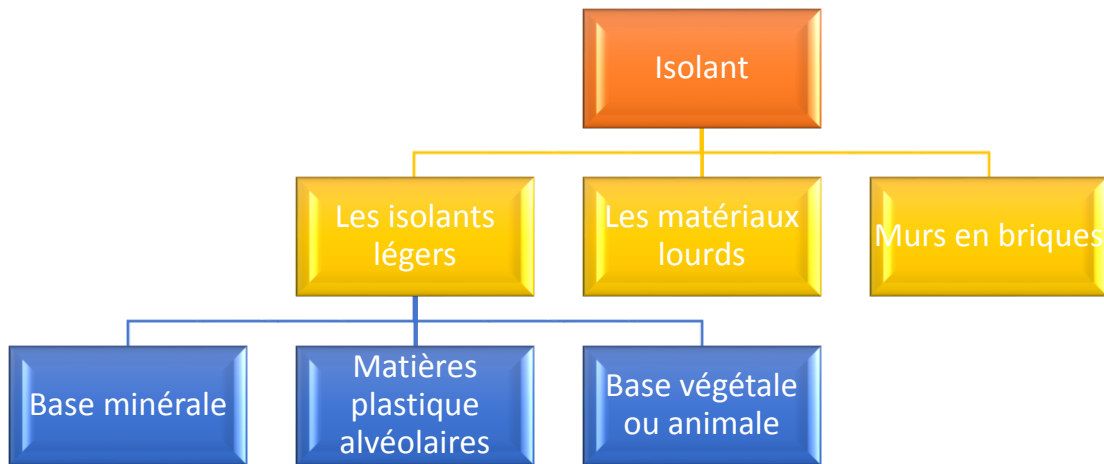 Isolant
Les isolants
légers
Les matériaux
lourds
Murs en briques
Base minérale
Matières
plastique
alvéolaires
Base végétale
ou animale